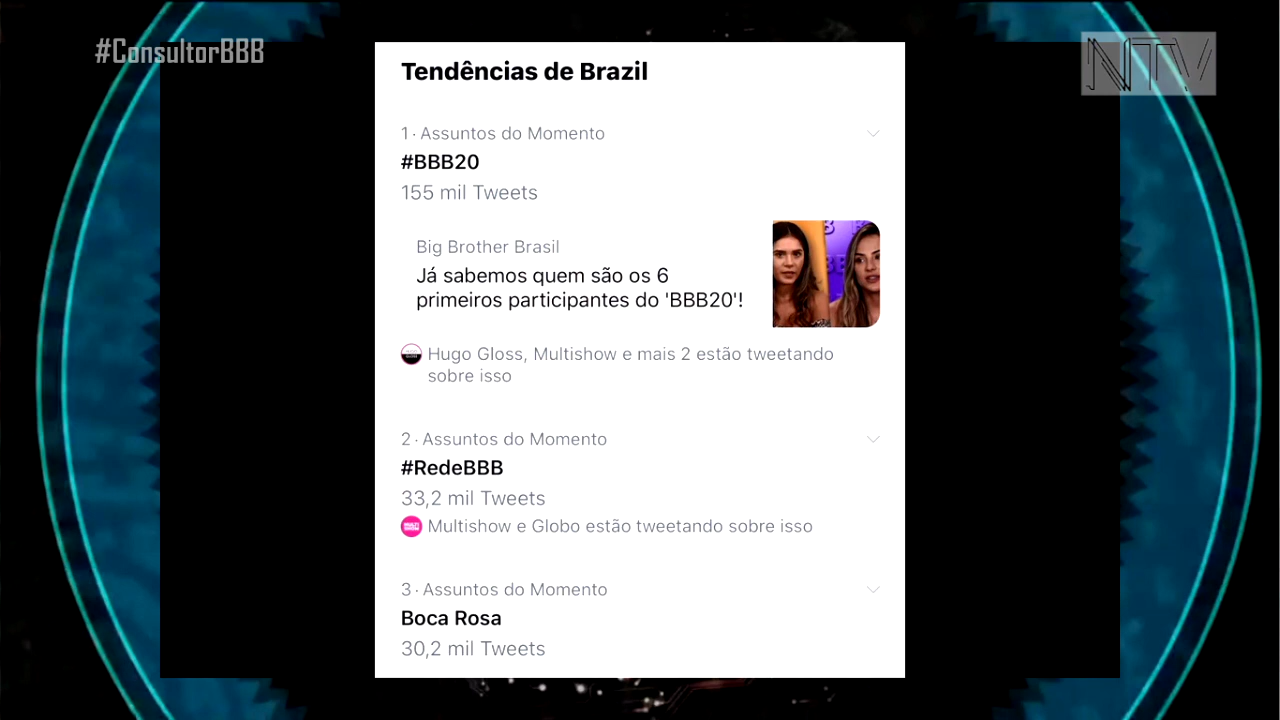 #ConsultorBBB
NTV
Tendências de Brazil
1 · Assuntos do Momento
#BBB20
155 mil Tweets
Big Brother Brasil
Já sabemos quem são os 6
primeiros participantes do 'BBB20'!
Hugo Gloss, Multishow e mais 2 estão tweetando
sobre isso
2 · Assuntos do Momento
#RedeBBB
33,2 mil Tweets
Multishow e Globo estão tweetando sobre isso
3 · Assuntos do Momento
Boca Rosa
30,2 mil Tweets